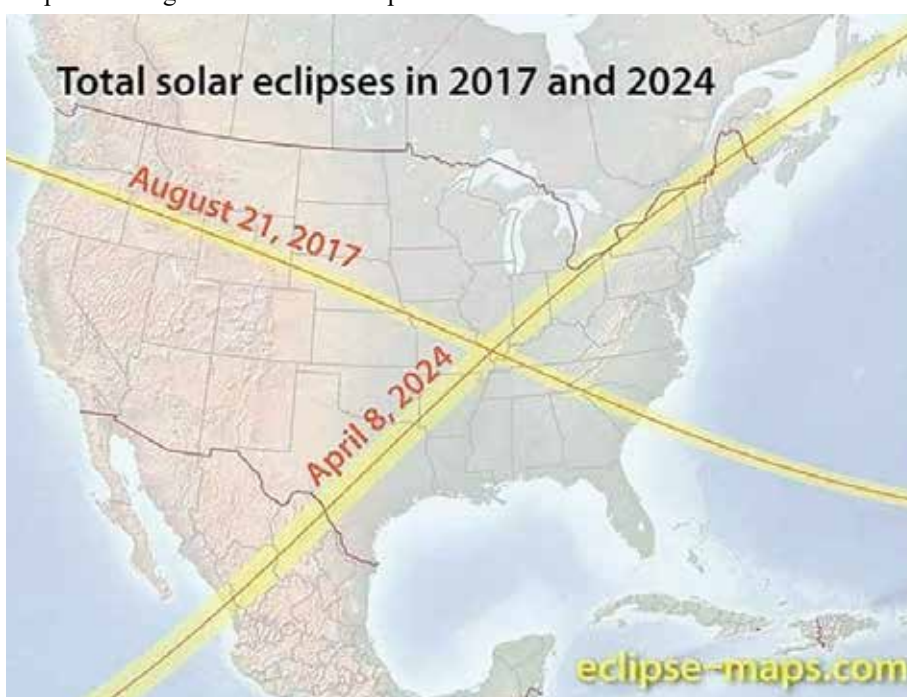 Total solar eclipses in 2017 and 2024
August 21, 2017
April 8, 2024
eclipse-maps.com